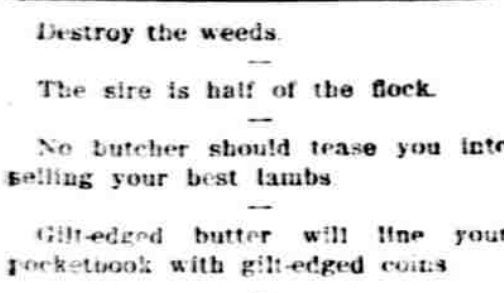 Destroy the weeds.
—
The sire is half of the flock.
—
No butcher should tease you into
selling your best lambs
—
Gilt-edged butter will line your
pocketbook with gilt-edged coins